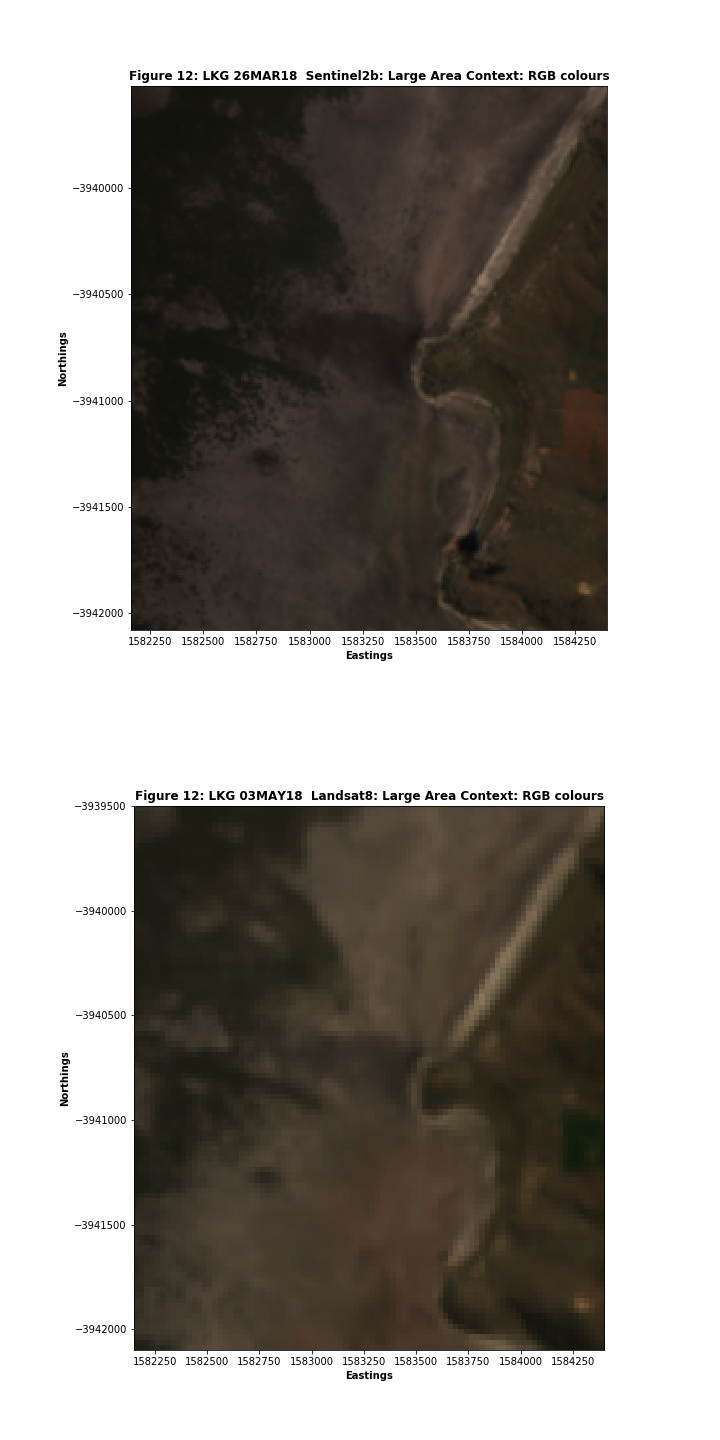 Figure 12: LKG 26MAR18  Sentinel2b: Large Area Context: RGB colours
−3940000
−3940500
−3941000
−3941500
−3942000
Northings
1582250 1582500 1582750 1583000 1583250 1583500 1583750 1584000 1584250
Eastings
Figure 12: LKG 03MAY18  Landsat8: Large Area Context: RGB colours
−3939500
−3940000
−3940500
−3941000
−3941500
−3942000
Northings
1582250 1582500 1582750 1583000 1583250 1583500 1583750 1584000 1584250
Eastings